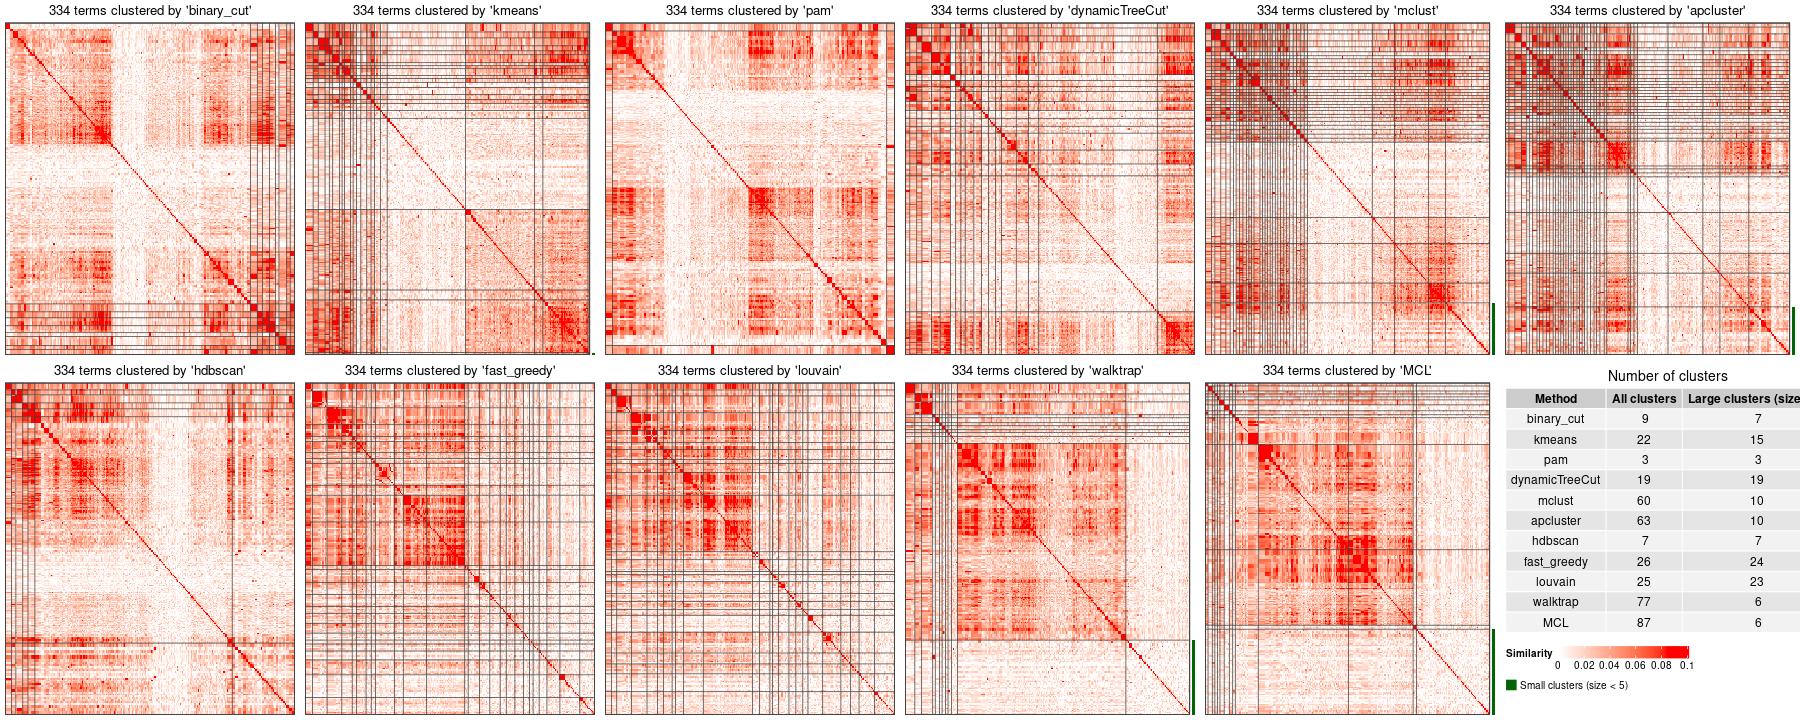 334 terms clustered by 'binary_cut'
334 terms clustered by 'kmeans'
334 terms clustered by 'pam'
334 terms clustered by 'dynamicTreeCut'
334 terms clustered by 'mclust'
334 terms clustered by 'apcluster'
334 terms clustered by 'hdbscan'
334 terms clustered by 'fast_greedy'
334 terms clustered by 'louvain'
334 terms clustered by 'walktrap'
334 terms clustered by 'MCL'
Number of clusters
Method All clusters Large clusters (size
binary_cut 9 7
kmeans 22 15
pam 3 3
dynamicTreeCut 19 19
mclust 60 10
apcluster 63 10
hdbscan 7 7
fast_greedy 26 24
louvain 25 23
walktrap 77 6
MCL 87 6
Similarity
0 0.02 0.04 0.06 0.08 0.1
Small clusters (size < 5)